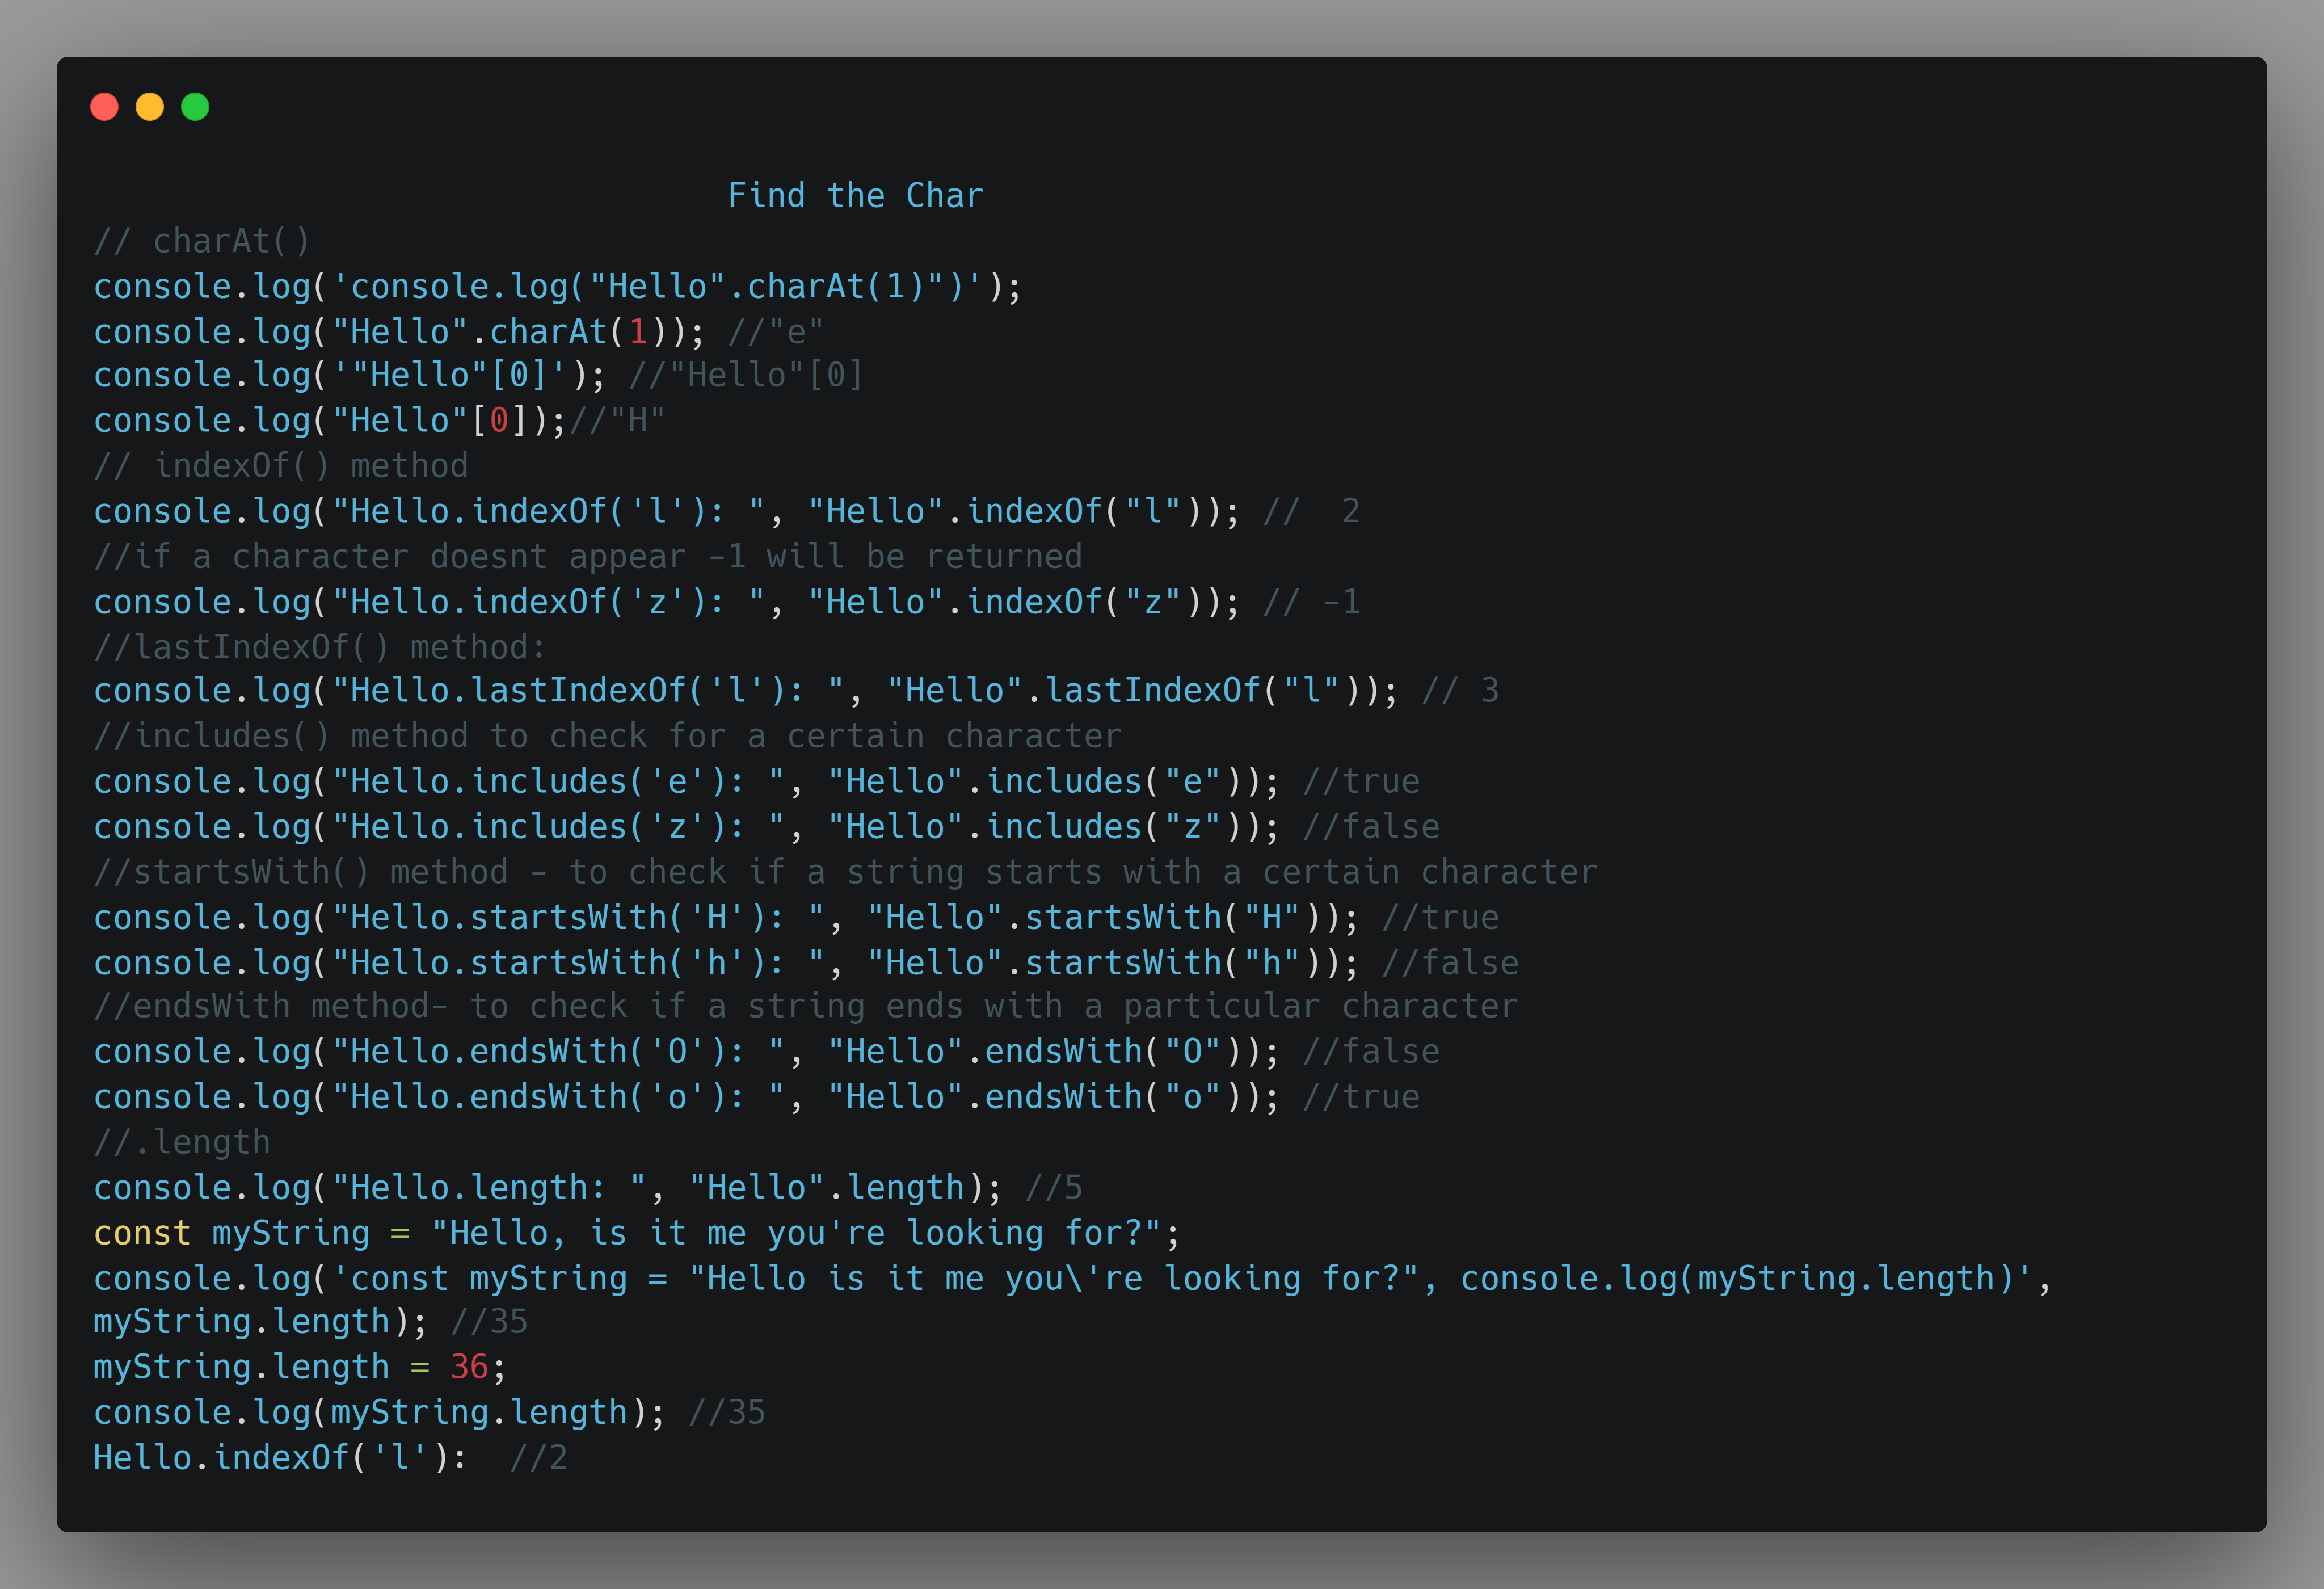 Find the Char
// charAt()
console.log('console.log("Hello".charAt(1)")');
console.log("Hello".charAt(1)); //"e"
console.log('"Hello"[0]'); //"Hello"[0]
console.log("Hello"[0]);//"H"
// indexOf() method
console.log("Hello.indexOf('l'): ", "Hello".indexOf("l")); //  2
//if a character doesnt appear -1 will be returned
console.log("Hello.indexOf('z'): ", "Hello".indexOf("z")); // -1
//lastIndexOf() method:
console.log("Hello.lastIndexOf('l'): ", "Hello".lastIndexOf("l")); // 3
//includes() method to check for a certain character
console.log("Hello.includes('e'): ", "Hello".includes("e")); //true
console.log("Hello.includes('z'): ", "Hello".includes("z")); //false
//startsWith() method - to check if a string starts with a certain character
console.log("Hello.startsWith('H'): ", "Hello".startsWith("H")); //true
console.log("Hello.startsWith('h'): ", "Hello".startsWith("h")); //false
//endsWith method- to check if a string ends with a particular character
console.log("Hello.endsWith('O'): ", "Hello".endsWith("O")); //false
console.log("Hello.endsWith('o'): ", "Hello".endsWith("o")); //true
//.length
console.log("Hello.length: ", "Hello".length); //5
const myString = "Hello, is it me you're looking for?";
console.log('const myString = "Hello is it me you\'re looking for?", console.log(myString.length)',
myString.length); //35
myString.length = 36;
console.log(myString.length); //35
Hello.indexOf('l'):  //2